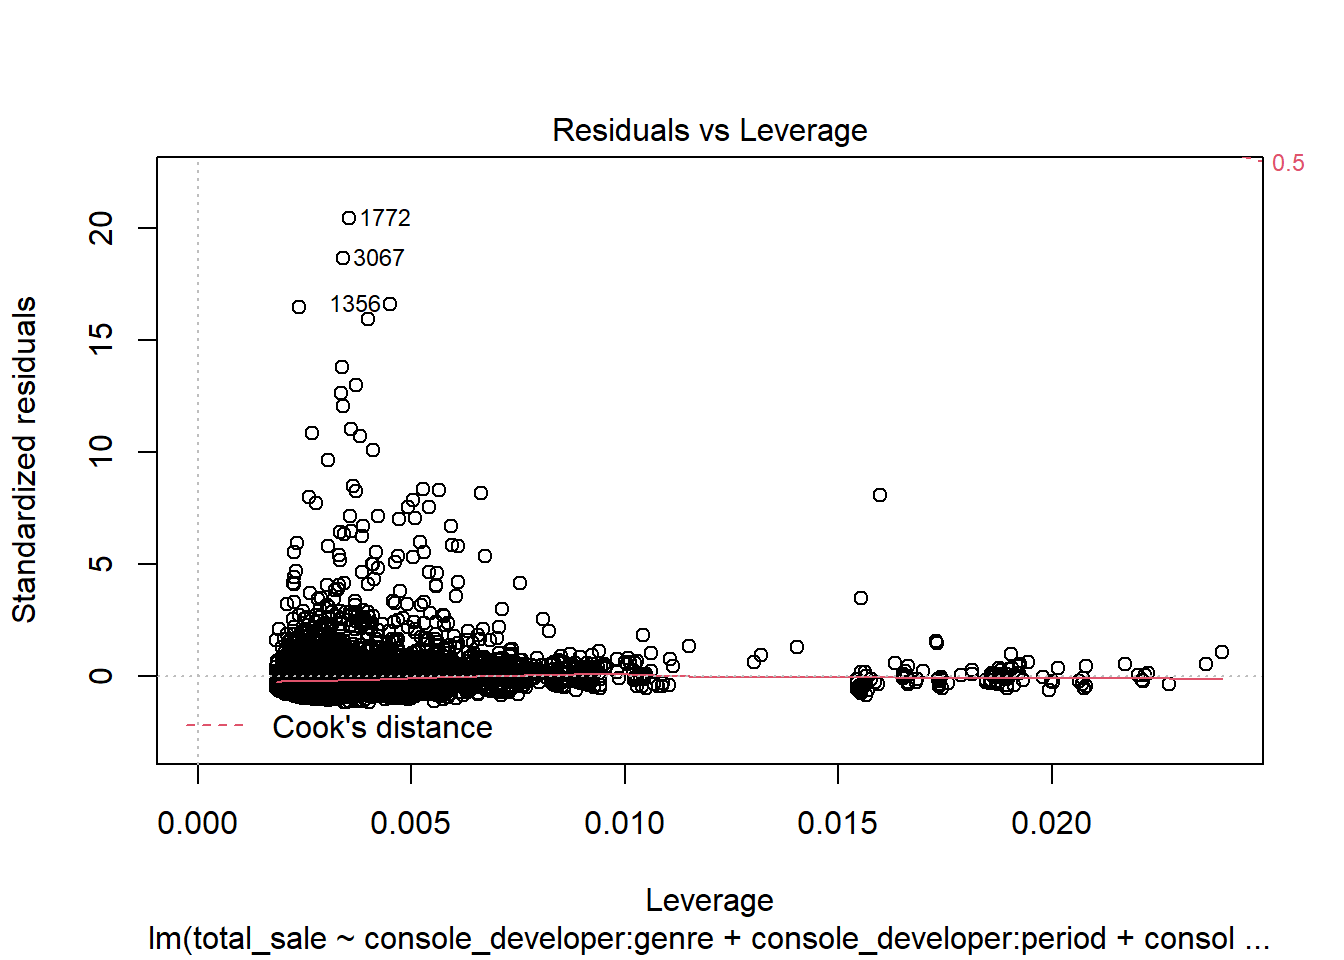 Residuals vs Leverage
0.5
Standardized residuals
20
15
10
5
0
1772
3067
1356
Cook's distance
0.000 0.005 0.010 0.015 0.020
Leverage
lm(total_sale ~ console_developer:genre + console_developer:period + consol ...